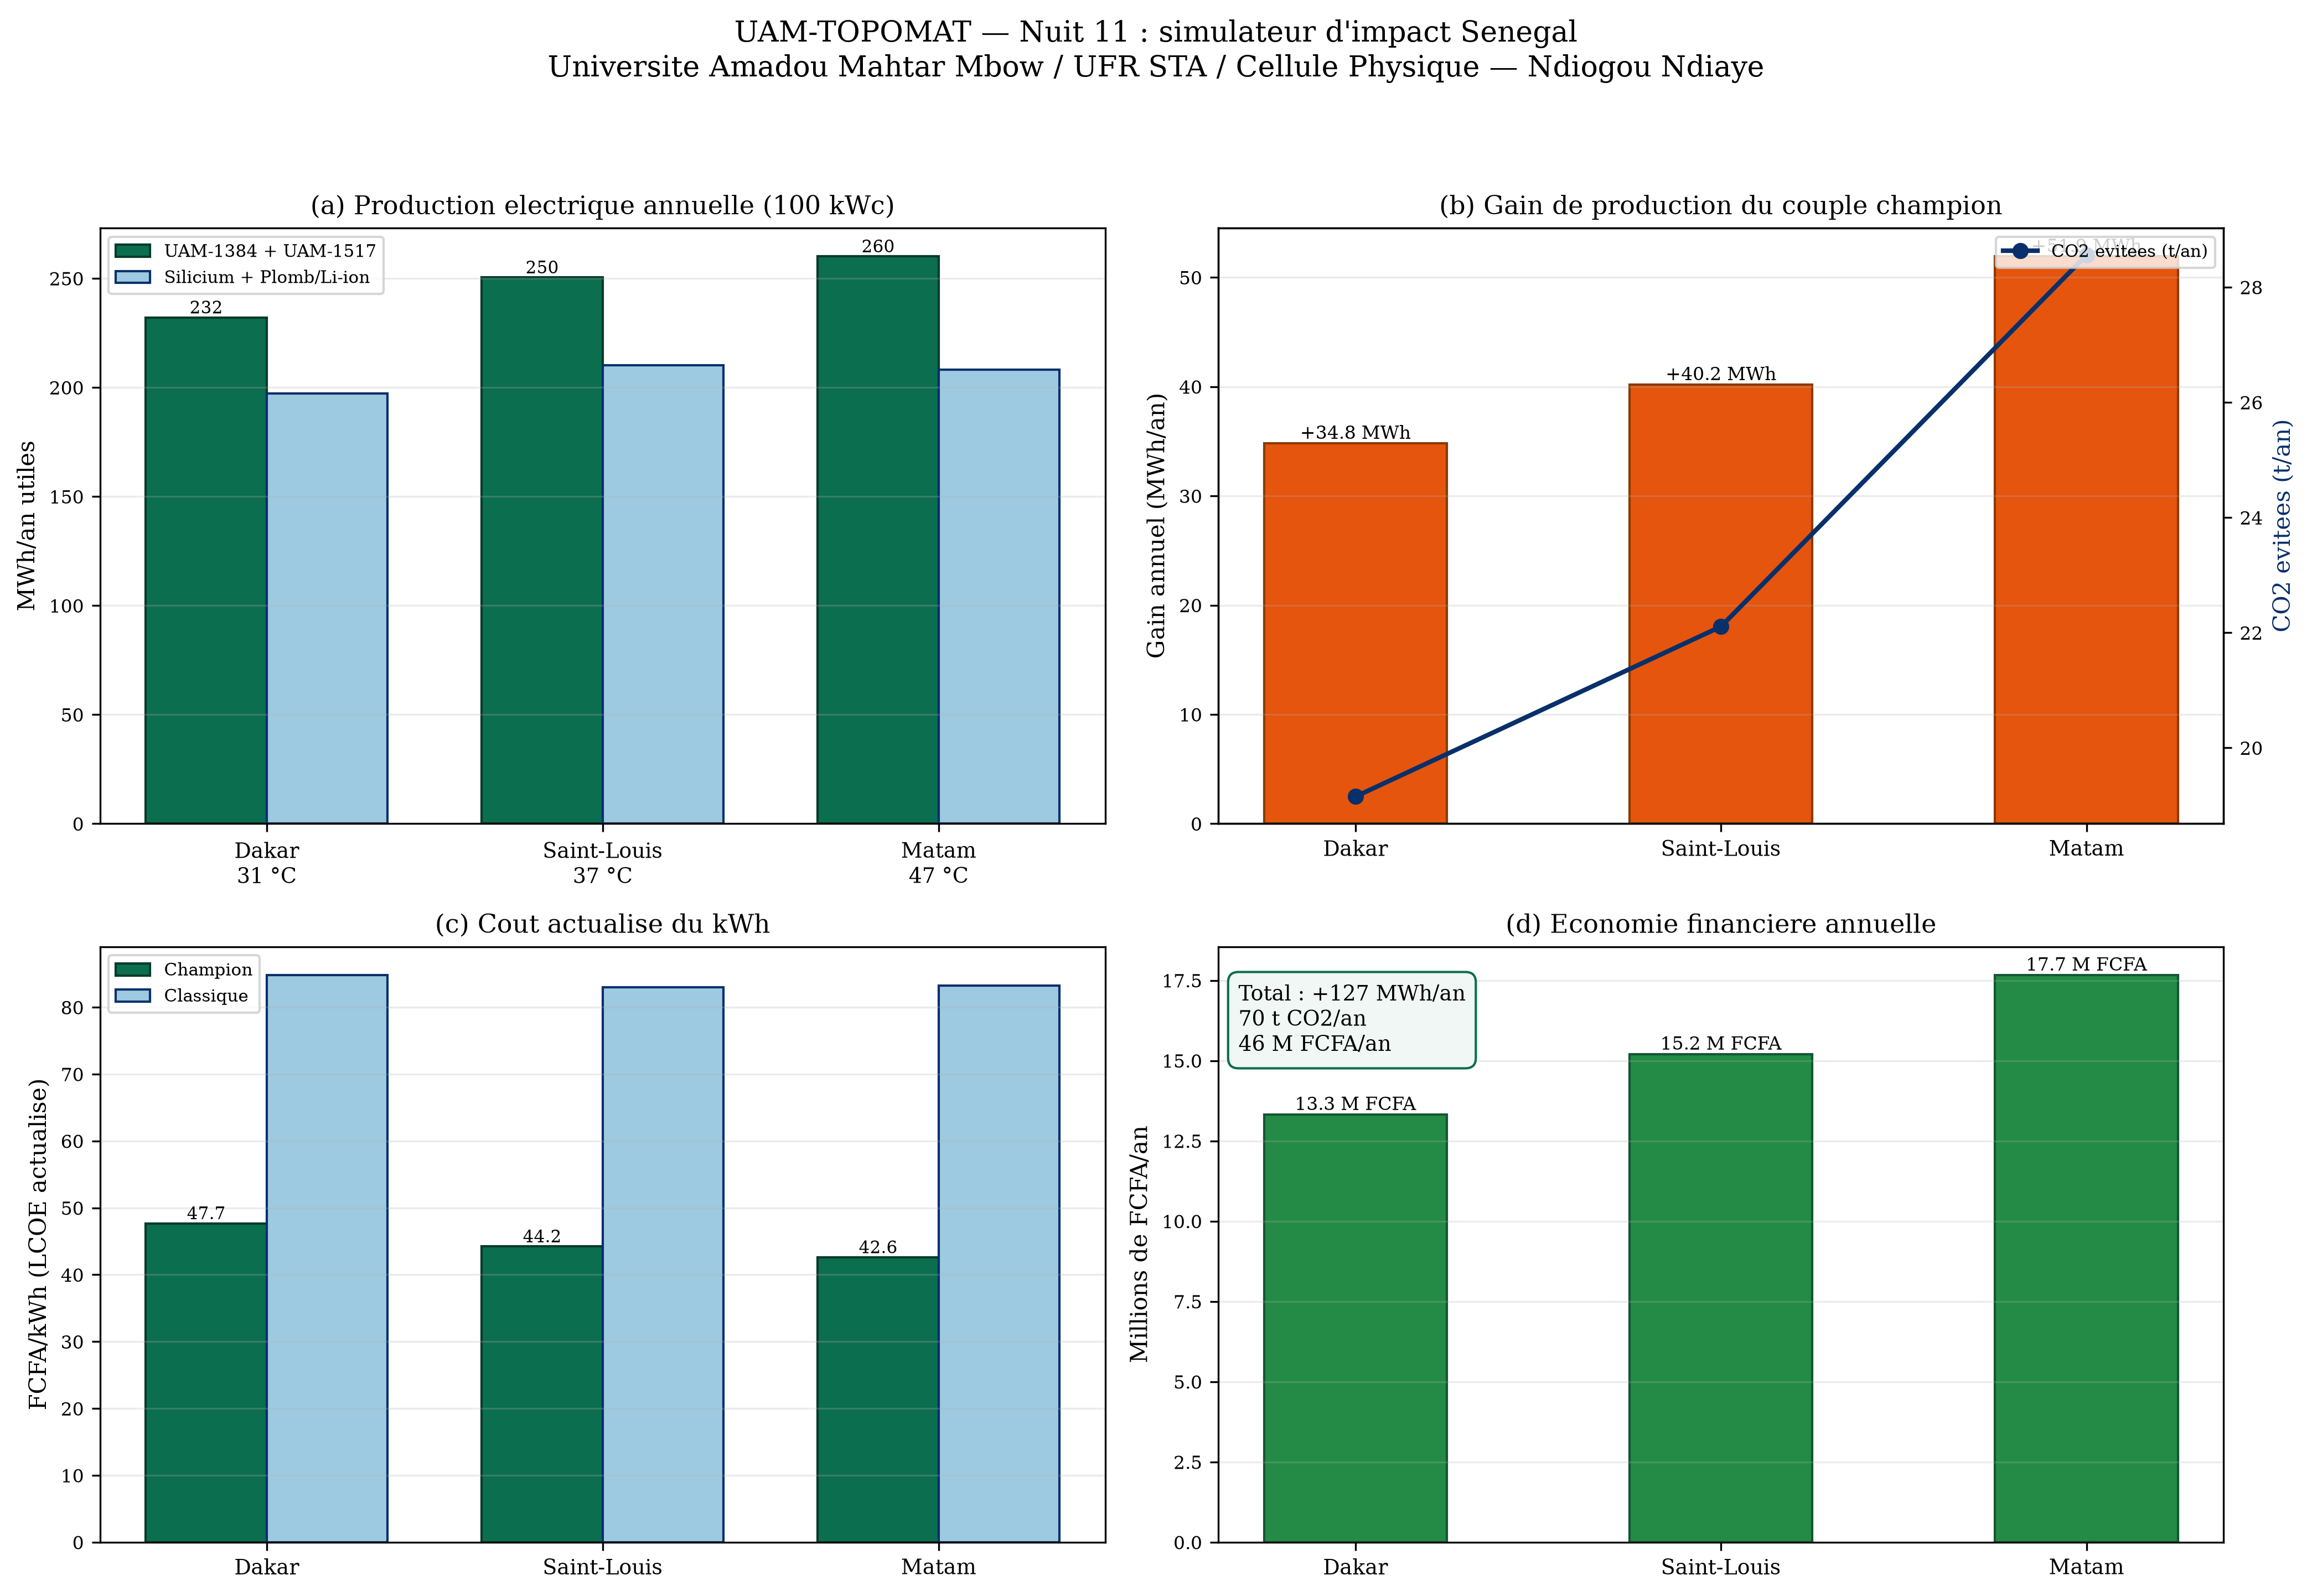 UAM-TOPOMAT — Nuit 11 : simulateur d'impact Senegal
Universite Amadou Mahtar Mbow / UFR STA / Cellule Physique — Ndiogou Ndiaye
(a) Production electrique annuelle (100 kWc)
UAM-1384 + UAM-1517
Silicium + Plomb/Li-ion
232
250
260
MWh/an utiles
250
200
150
100
50
0
Dakar
31 °C
Saint-Louis
37 °C
Matam
47 °C
(b) Gain de production du couple champion
CO2 evitees (t/an)
+34.8 MWh
+40.2 MWh
Gain annuel (MWh/an)
50
40
30
20
10
0
28
26
24
22
20
CO2 evitees (t/an)
Dakar
Saint-Louis
Matam
(c) Cout actualise du kWh
Champion
Classique
47.7
44.2
42.6
FCFA/kWh (LCOE actualise)
80
70
60
50
40
30
20
10
0
Dakar
Saint-Louis
Matam
(d) Economie financiere annuelle
Total : +127 MWh/an
70 t CO2/an
46 M FCFA/an
13.3 M FCFA
15.2 M FCFA
17.7 M FCFA
Millions de FCFA/an
17.5
15.0
12.5
10.0
7.5
5.0
2.5
0.0
Dakar
Saint-Louis
Matam